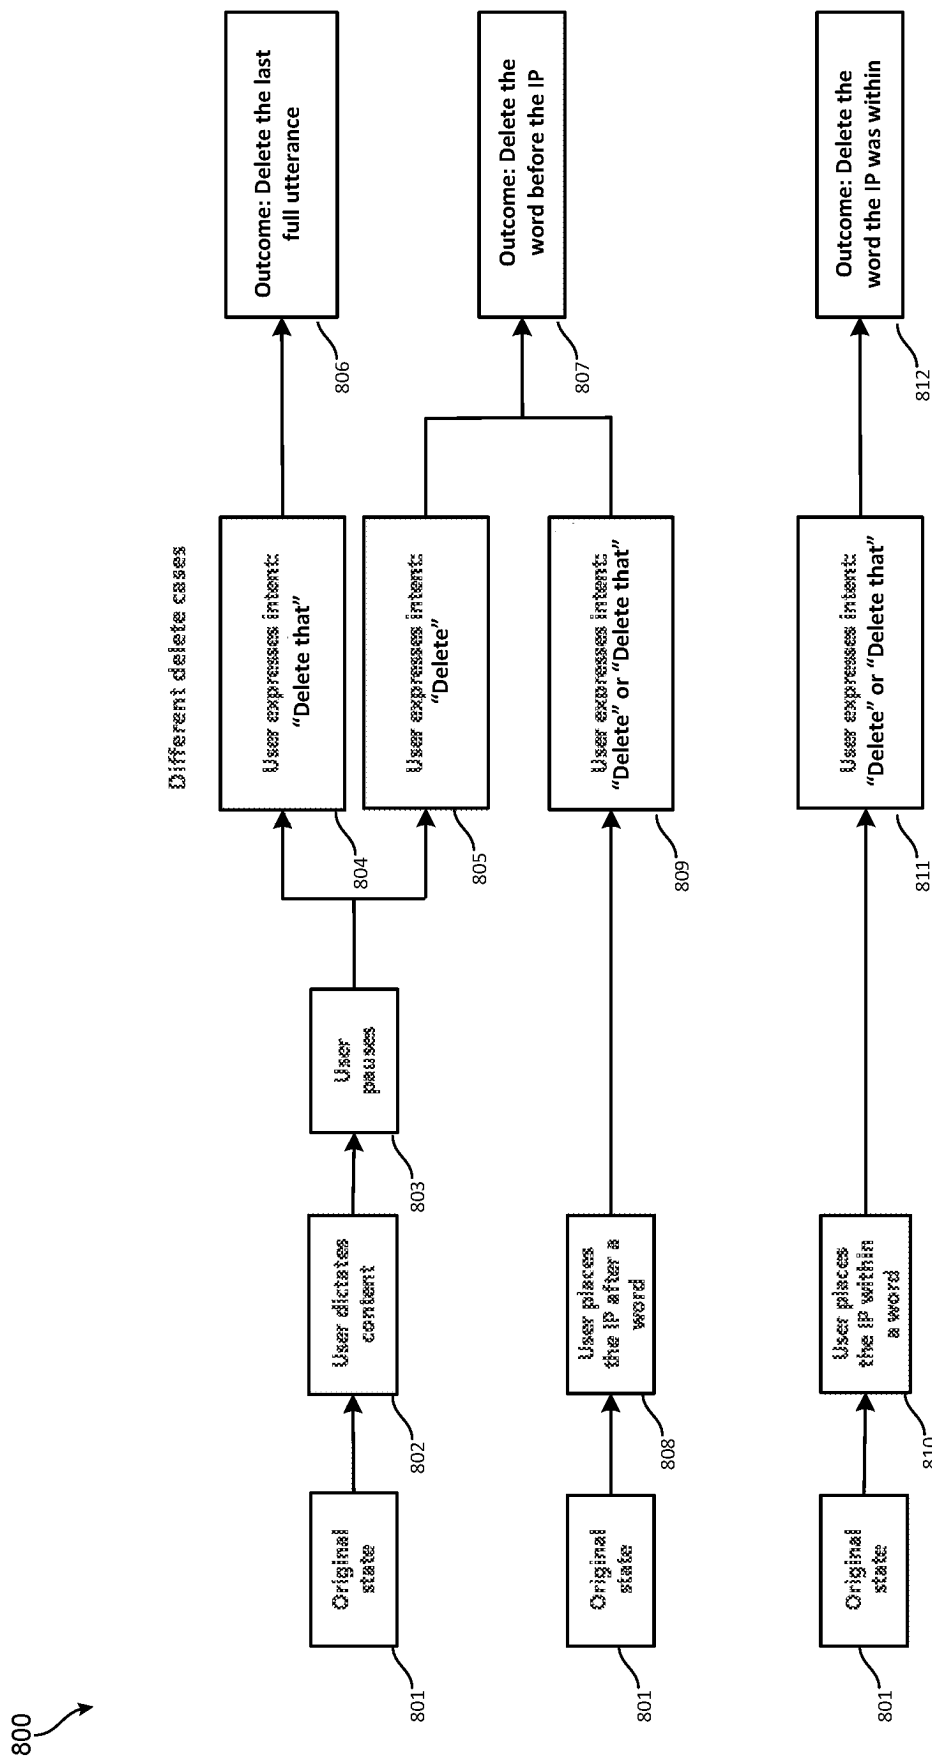 800
Different delete cases
Original
state
801
User dictates
content
802
User
pauses
803
User expresses intent:
“Delete that”
804
Outcome: Delete the last
full utterance
806
User expresses intent:
“Delete”
805
Outcome: Delete the
word before the IP
807
Original
state
801
User places
the IP after a
word
808
User expresses intent:
“Delete” or “Delete that”
809
Original
state
801
User places
the IP within
a word
810
User expresses intent:
“Delete” or “Delete that”
811
Outcome: Delete the
word the IP was within
812